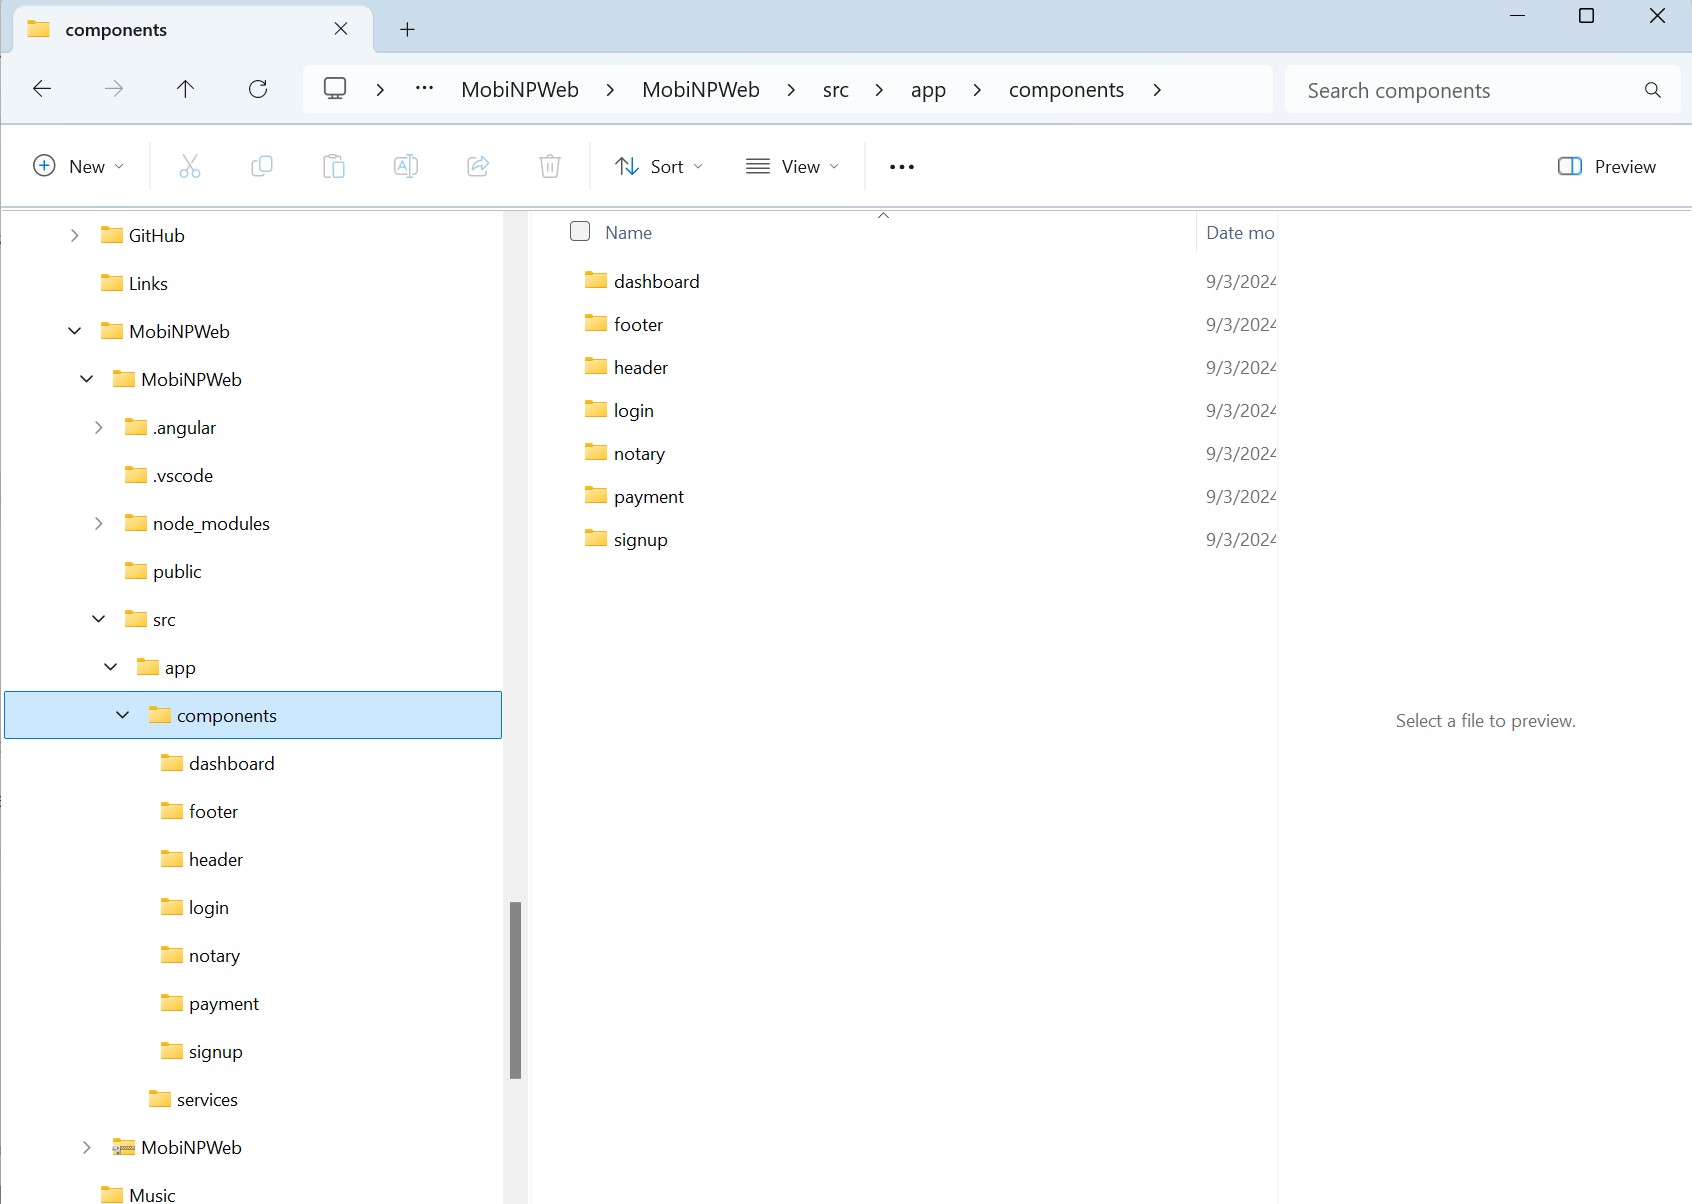 components
MobiNPWeb
MobiNPWeb
src
app
components
Search components
New
Sort
View
Preview
GitHub
Links
MobiNPWeb
MobiNPWeb
.angular
.vscode
node_modules
public
src
app
components
dashboard
footer
header
login
notary
payment
signup
services
MobiNPWeb
Music
Name
Date mo
dashboard
9/3/2024
footer
9/3/2024
header
9/3/2024
login
9/3/2024
notary
9/3/2024
payment
9/3/2024
signup
9/3/2024
Select a file to preview.